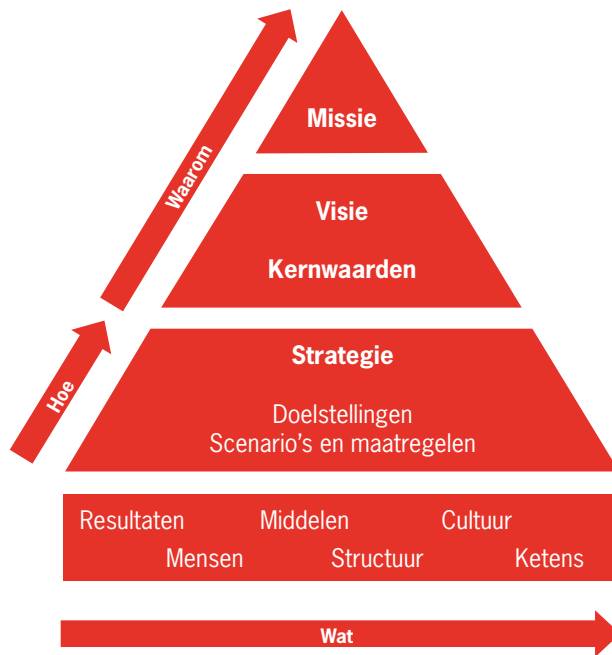 Missie
Waarom
Visie
Kernwaarden
Hoe
Strategie
Doelstellingen
Scenario's en maatregelen
Resultaten Middelen Cultuur
Mensen Structuur Ketens
Wat